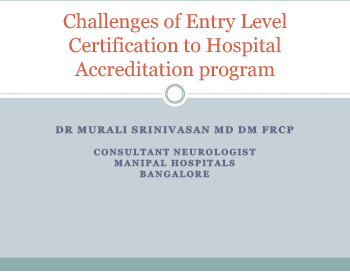 Challenges of Entry Level
Certification to Hospital
Accreditation program
DR MURALI SRINIVASAN MD DM FRCP
CONSULTANT NEUROLOGIST
MANIPAL HOSPITALS
BANGALORE